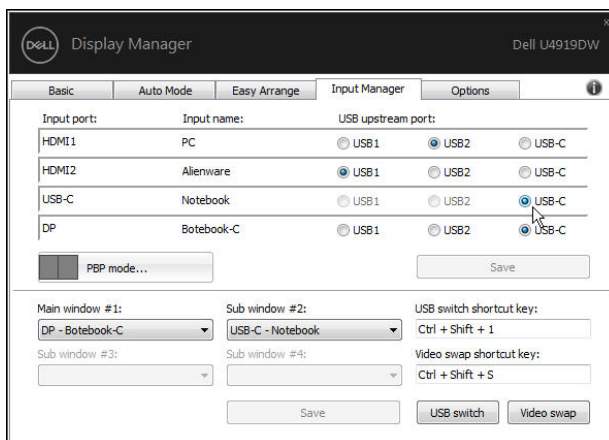 DELL Display Manager Dell U4919DW
Basic Auto Mode Easy Arrange Input Manager Options
Input port: Input name: USB upstream port:
HDMI1 PC USB1 USB2 USB-C
HDMI2 Alienware USB1 USB2 USB-C
USB-C Notebook USB1 USB2 USB-C
DP Botebook-C USB1 USB2 USB-C
PBP mode... Save
Main window #1: Sub window #2: USB switch shortcut key:
DP - Botebook-C USB-C - Notebook Ctrl + Shift + 1
Sub window #3: Sub window #4: Video swap shortcut key:
Ctrl + Shift + S
Save USB switch Video swap